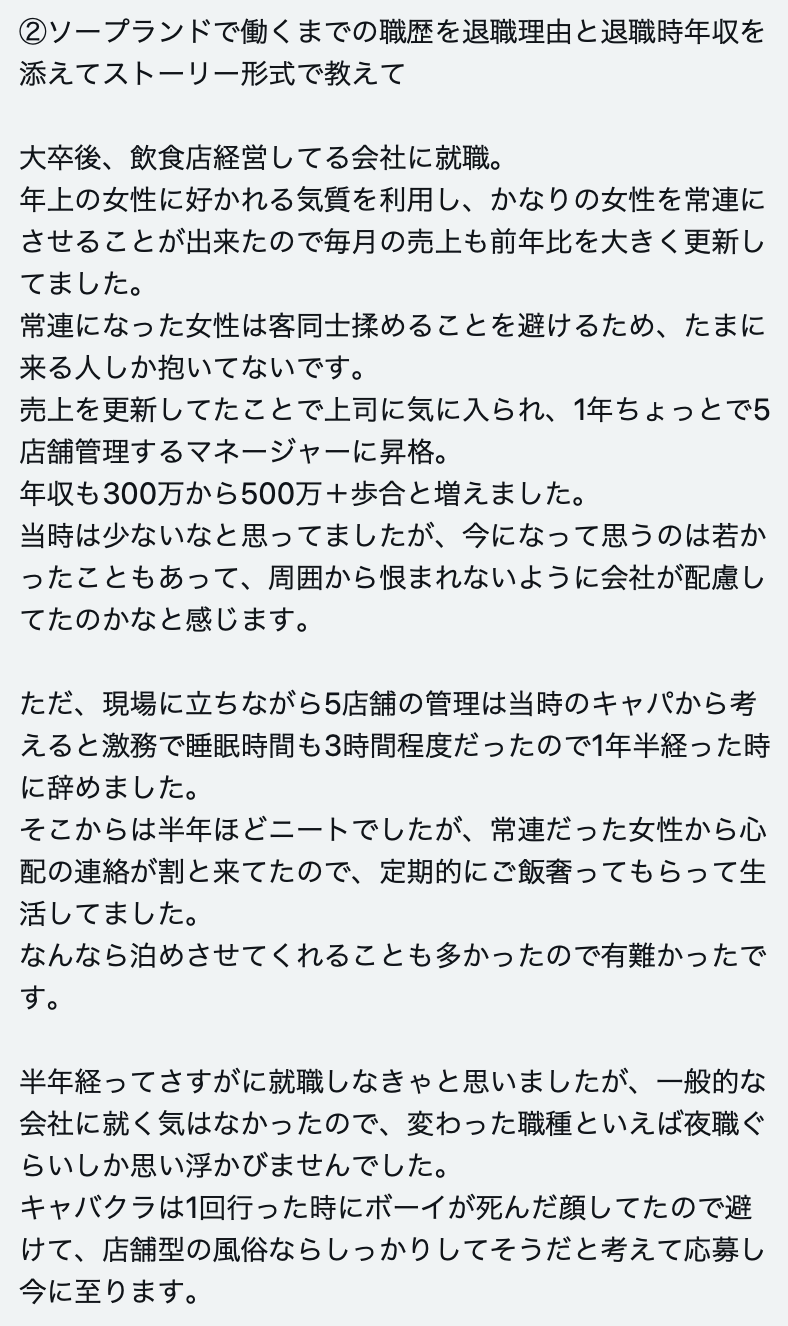 ②ソープランドで働くまでの職歴を退職理由と退職時年収を
添えてストーリー形式で教えて
大卒後、飲食店経営してる会社に就職。
年上の女性に好かれる気質を利用し、かなりの女性を常連に
させることが出来たので毎月の売上も前年比を大きく更新し
てました。
常連になった女性は客同士揉めることを避けるため、たまに
来る人しか抱いてないです。
売上を更新してたことで上司に気に入られ、1年ちょっとで5
店舗管理するマネージャーに昇格。
年収も300万から500万＋歩合と増えました。
当時は少ないなと思ってましたが、今になって思うのは若か
ったこともあって、周囲から恨まれないように会社が配慮し
てたのかなと感じます。
ただ、現場に立ちながら5店舗の管理は当時のキャパから考
えると激務で睡眠時間も3時間程度だったので1年半経った時
に辞めました。
そこからは半年ほどニートでしたが、常連だった女性から心
配の連絡が割と来てたので、定期的にご飯奢ってもらって生
活してました。
なんなら泊めさせてくれることも多かったので有難かったで
す。
半年経ってさすがに就職しなきゃと思いましたが、一般的な
会社に就く気はなかったので、変わった職種といえば夜職ぐ
らいしか思い浮かびませんでした。
キャバクラは1回行った時にボーイが死んだ顔してたので避
けて、店舗型の風俗ならしっかりしてそうだと考えて応募し
今に至ります。